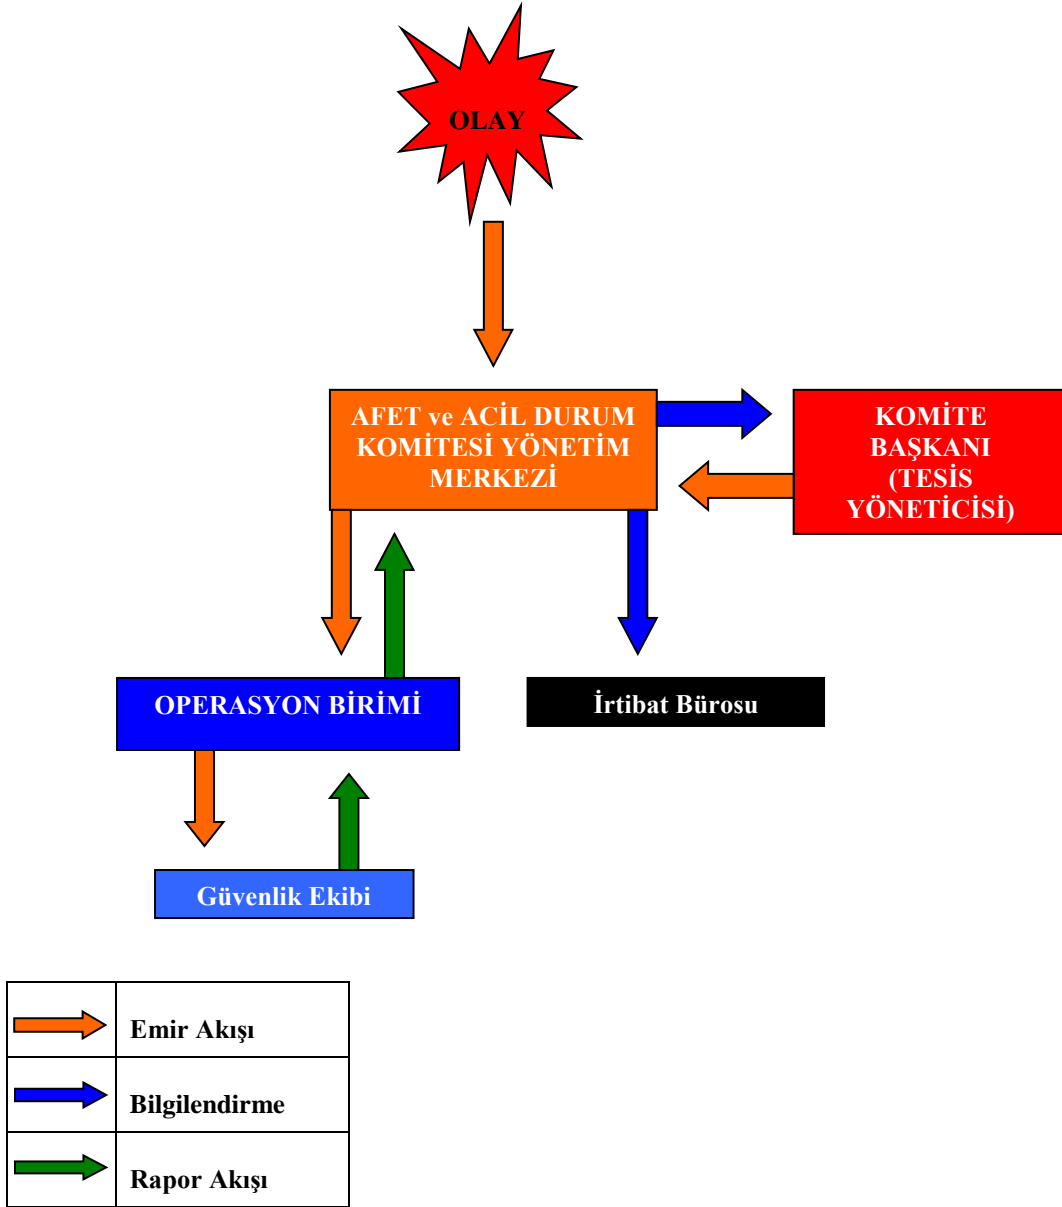 OLAY
AFET ve ACİL DURUM
KOMİTESİ YÖNETİM
MERKEZİ
KOMİTE
BAŞKANI
(TESİS
YÖNETİCİSİ)
OPERASYON BİRİMİ
İrtibat Bürosu
Güvenlik Ekibi
Emir Akışı
Bilgilendirme
Rapor Akışı